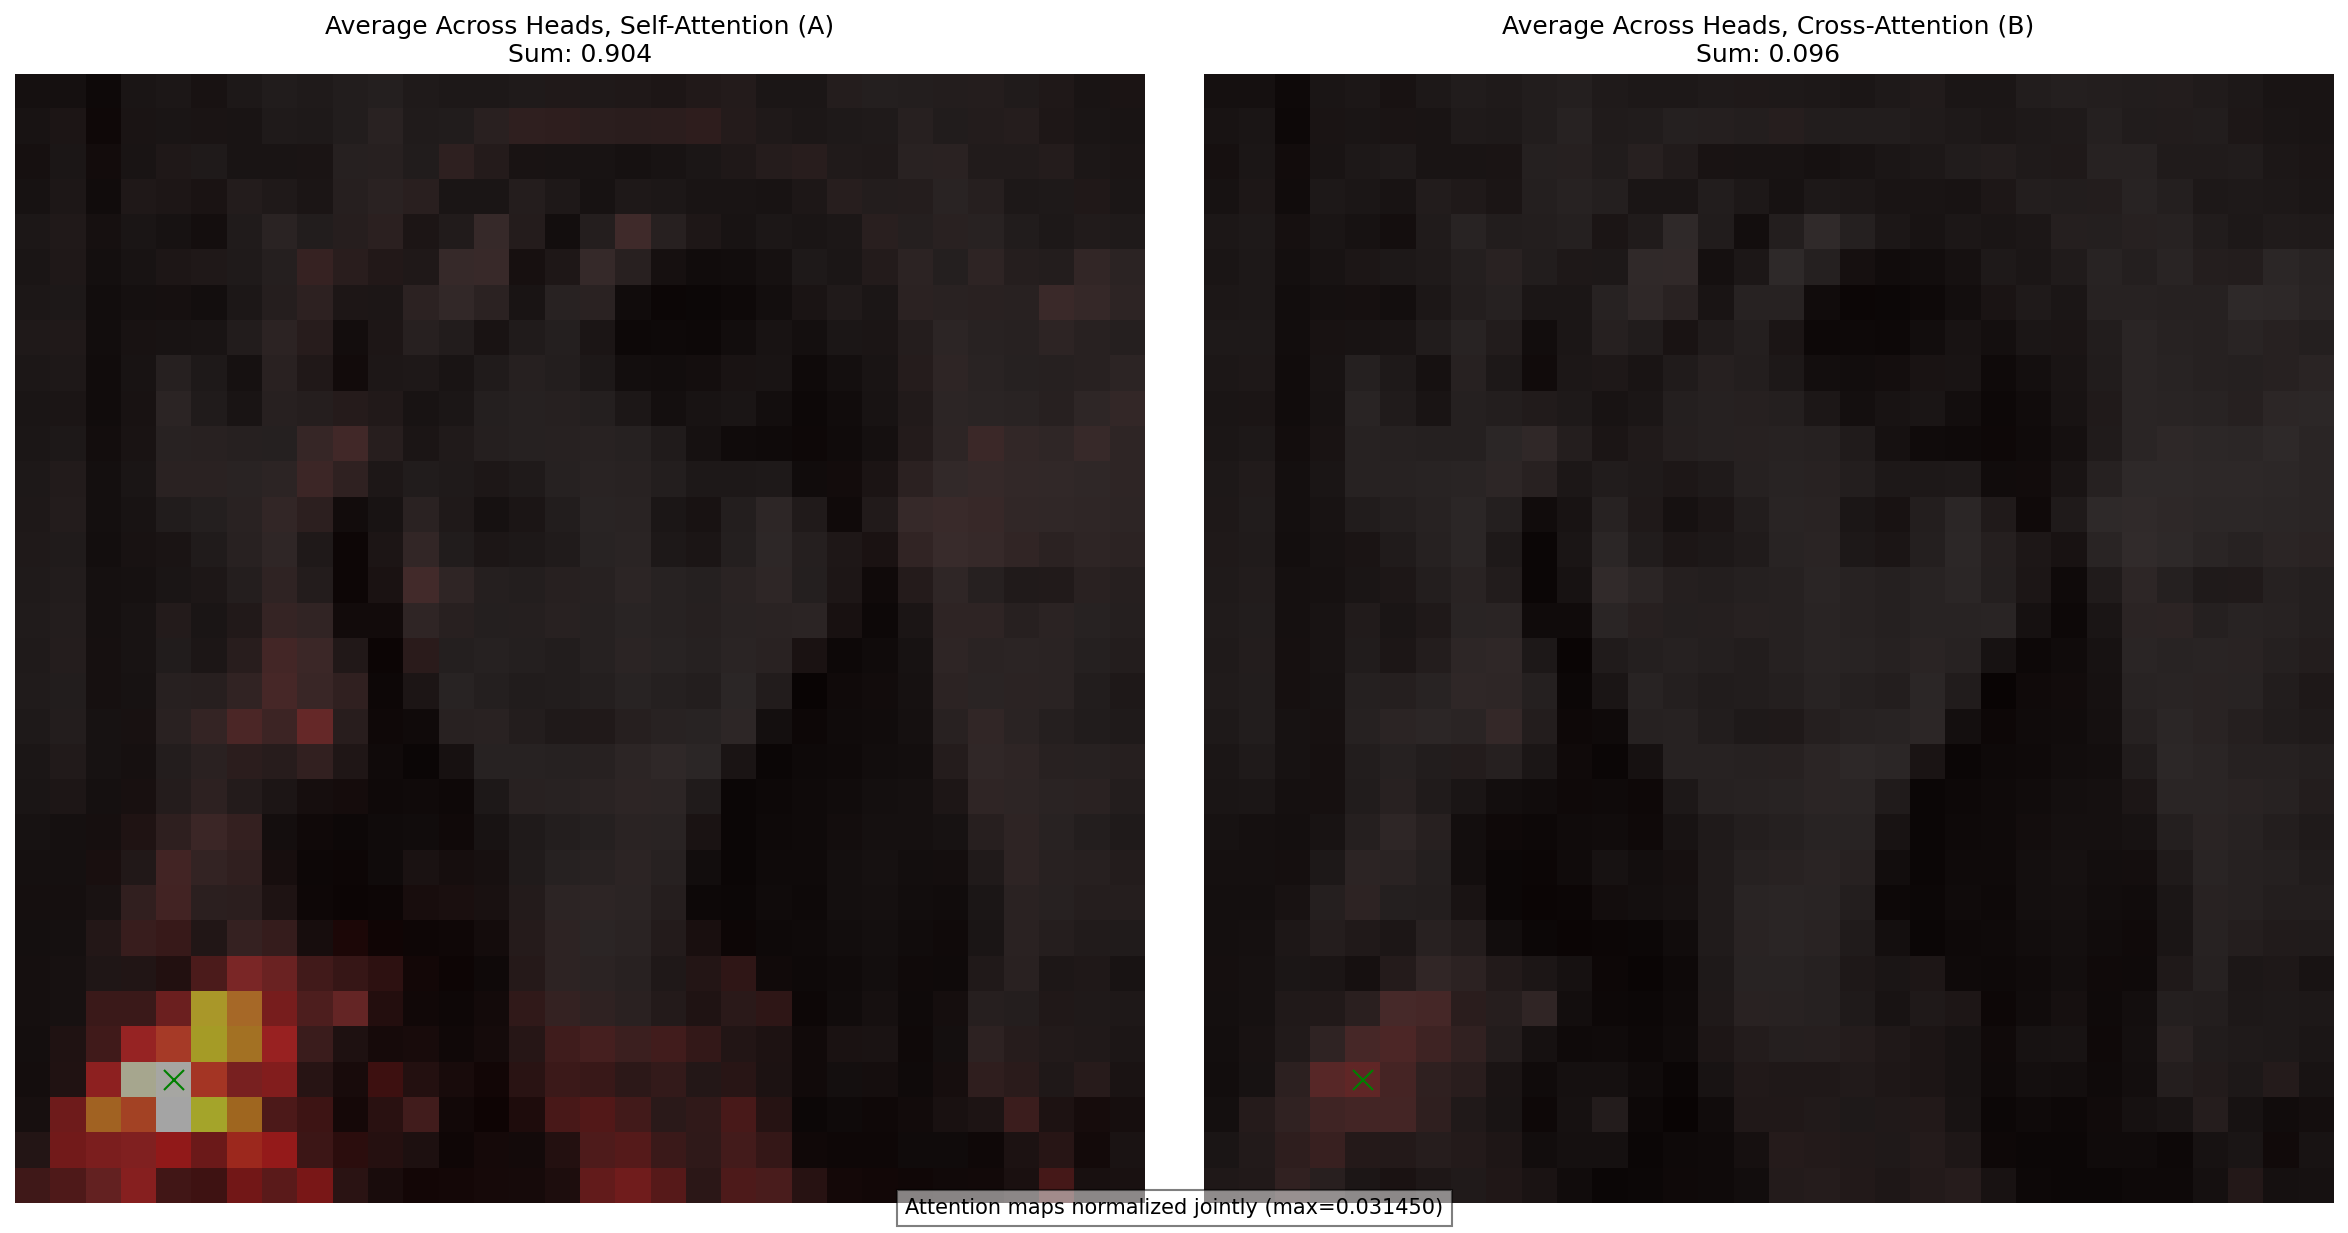 Average Across Heads, Self-Attention (A)
Sum: 0.904
Average Across Heads, Cross-Attention (B)
Sum: 0.096
Attention maps normalized jointly (max=0.031450)